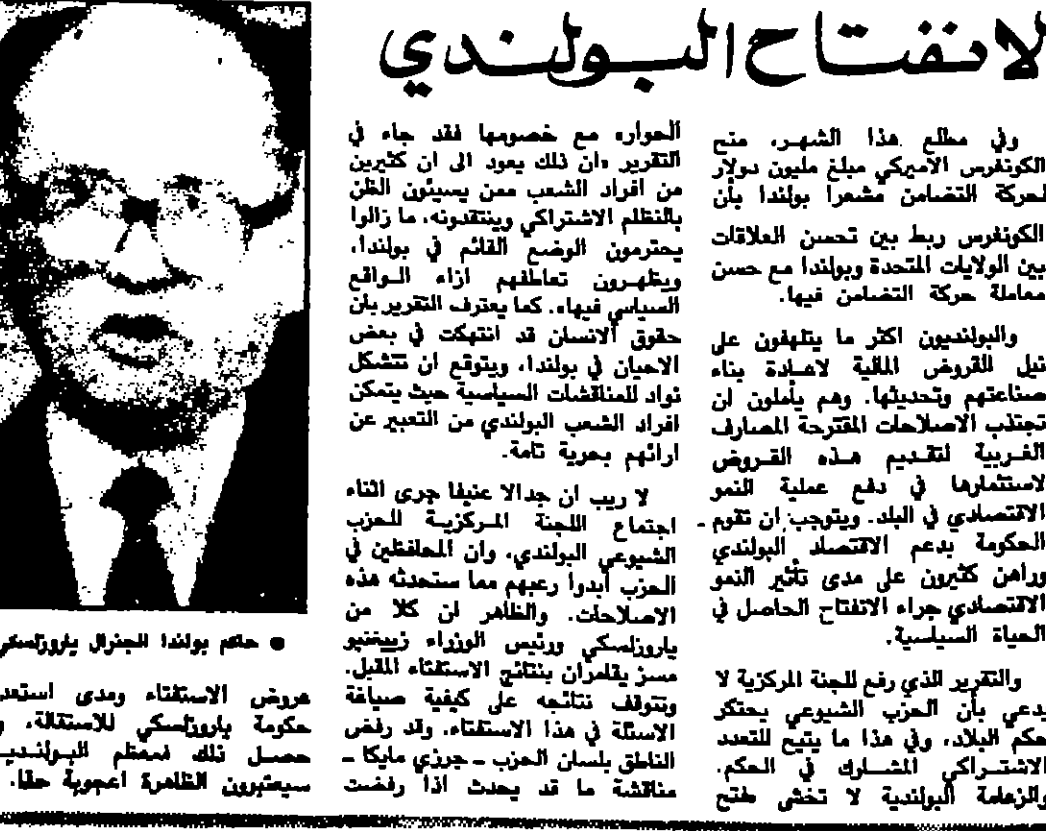 لانفتاح البولندي
وفي مطلع هذا الشهر، منح
الكونغرس الاميركي مبلغ مليون دولار
لحركة التضامن مشعرا بولندا بأن
الكونغرس ربط بين تحسن العلاقات
بين الولايات المتحدة وبولندا مع حسن
معاملة حركة التضامن فيها.
والبولنديون اكثر ما يتلهفون على
نيل القروض المالية لاعادة بناء
صناعتهم وتحديثها. وهم يأملون ان
تجتذب الاصلاحات المقترحة المصارف
الغربية لتقديم هذه القروض
لاستثمارها في دفع عملية النمو
الاقتصادي في البلد. ويتوجب ان تقوم -
الحكومة بدعم الاقتصاد البولندي
وراهن كثيرون على مدى تأثير النمو
الاقتصادي جراء الانفتاح الحاصل في
الحياة السياسية.
والتقرير الذي رفع للجنة المركزية لا
يدعي بأن الحزب الشيوعي يحتكر
حكم البلاد، وفي هذا ما يتيح للتعدد
الاشتراكي المشارك في الحكم.
والزعامة البولندية لا تخشى فتح
الحوار» مع خصومها فقد جاء في
التقرير «ان ذلك يعود الى ان كثيرين
من افراد الشعب ممن يسيئون الظن
بالنظام الاشتراكي وينتقدونه، ما زالوا
يحترمون الوضع القائم في بولندا،
ويظهرون تعاطفهم ازاء الواقع
السياسي فيها». كما يعترف التقرير بان
حقوق الانسان قد انتهكت في بعض
الاحيان في بولندا، ويتوقع ان تتشكل
نواد للمناقشات السياسية حيث يتمكن
افراد الشعب البولندي من التعبير عن
ارائهم بحرية تامة.
لا ريب ان جدالا عنيفا جرى اثناء
اجتماع اللجنة المركزية للحزب
الشيوعي البولندي، وان المحافظين في
الحزب أبدوا رعبهم مما ستحدثه هذه
الاصلاحات. والظاهر ان كلا من
ياروزلسكي ورئيس الوزراء زبيغنيو
مسز يقامران بنتائج الاستفتاء المقبل.
وتتوقف نتائجه على كيفية صياغة
الاسئلة في هذا الاستفتاء. وقد رفض
الناطق بلسان الحزب - جرزي مايكا -
مناقشة ما قد يحدث اذا رفضت
● حاكم بولندا الجنرال ياروزلسكي
عروض الاستفتاء ومدى استعد
حكومة ياروزلسكي للاستقالة، و
حصل ذلك فمعظم البولنديـ
سيعتبرون الظاهرة اعجوبة حقا.